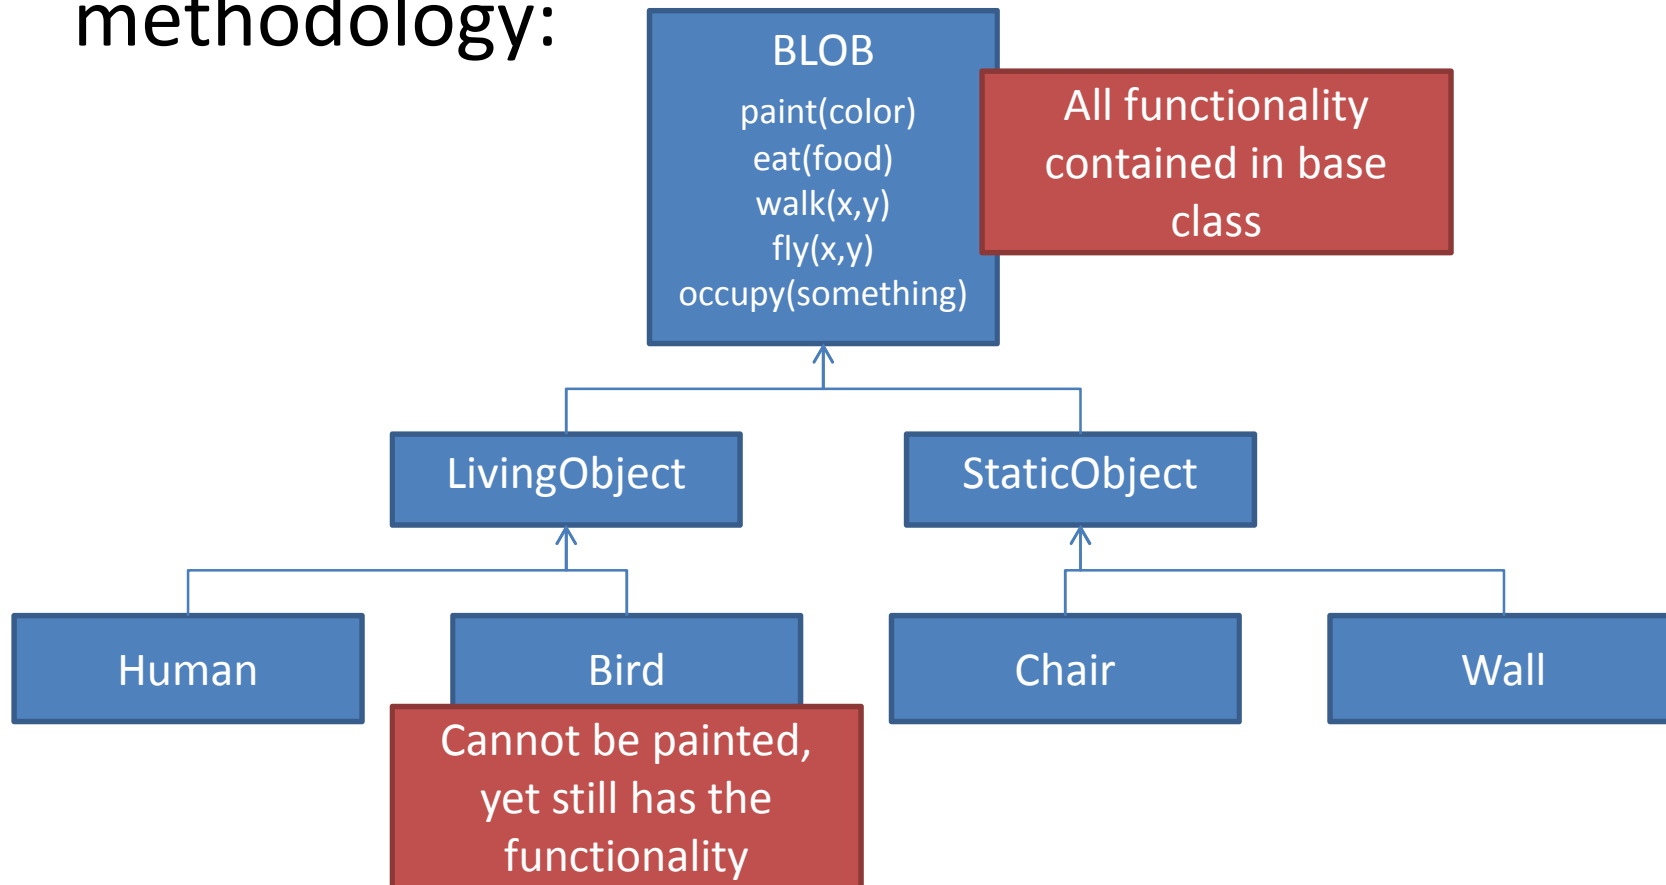 methodology:
BLOB
paint(color)
eat(food)
walk(x,y)
fly(x,y)
occupy(something)
All functionality
contained in base
class
LivingObject
StaticObject
Human
Bird
Chair
Wall
Cannot be painted,
yet still has the
functionality